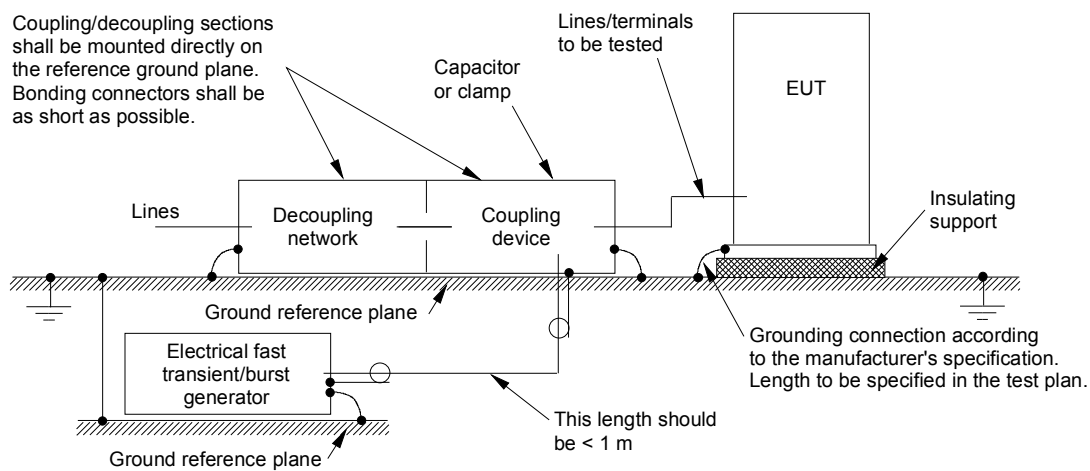 Coupling/decoupling sections
shall be mounted directly on
the reference ground plane.
Bonding connectors shall be
as short as possible.
Capacitor
or clamp
Lines/terminals
to be tested
EUT
Lines
Decoupling
network
Coupling
device
Insulating
support
Ground reference plane
Electrical fast
transient/burst
generator
This length should
be < 1 m
Grounding connection according
to the manufacturer's specification.
Length to be specified in the test plan.
Ground reference plane